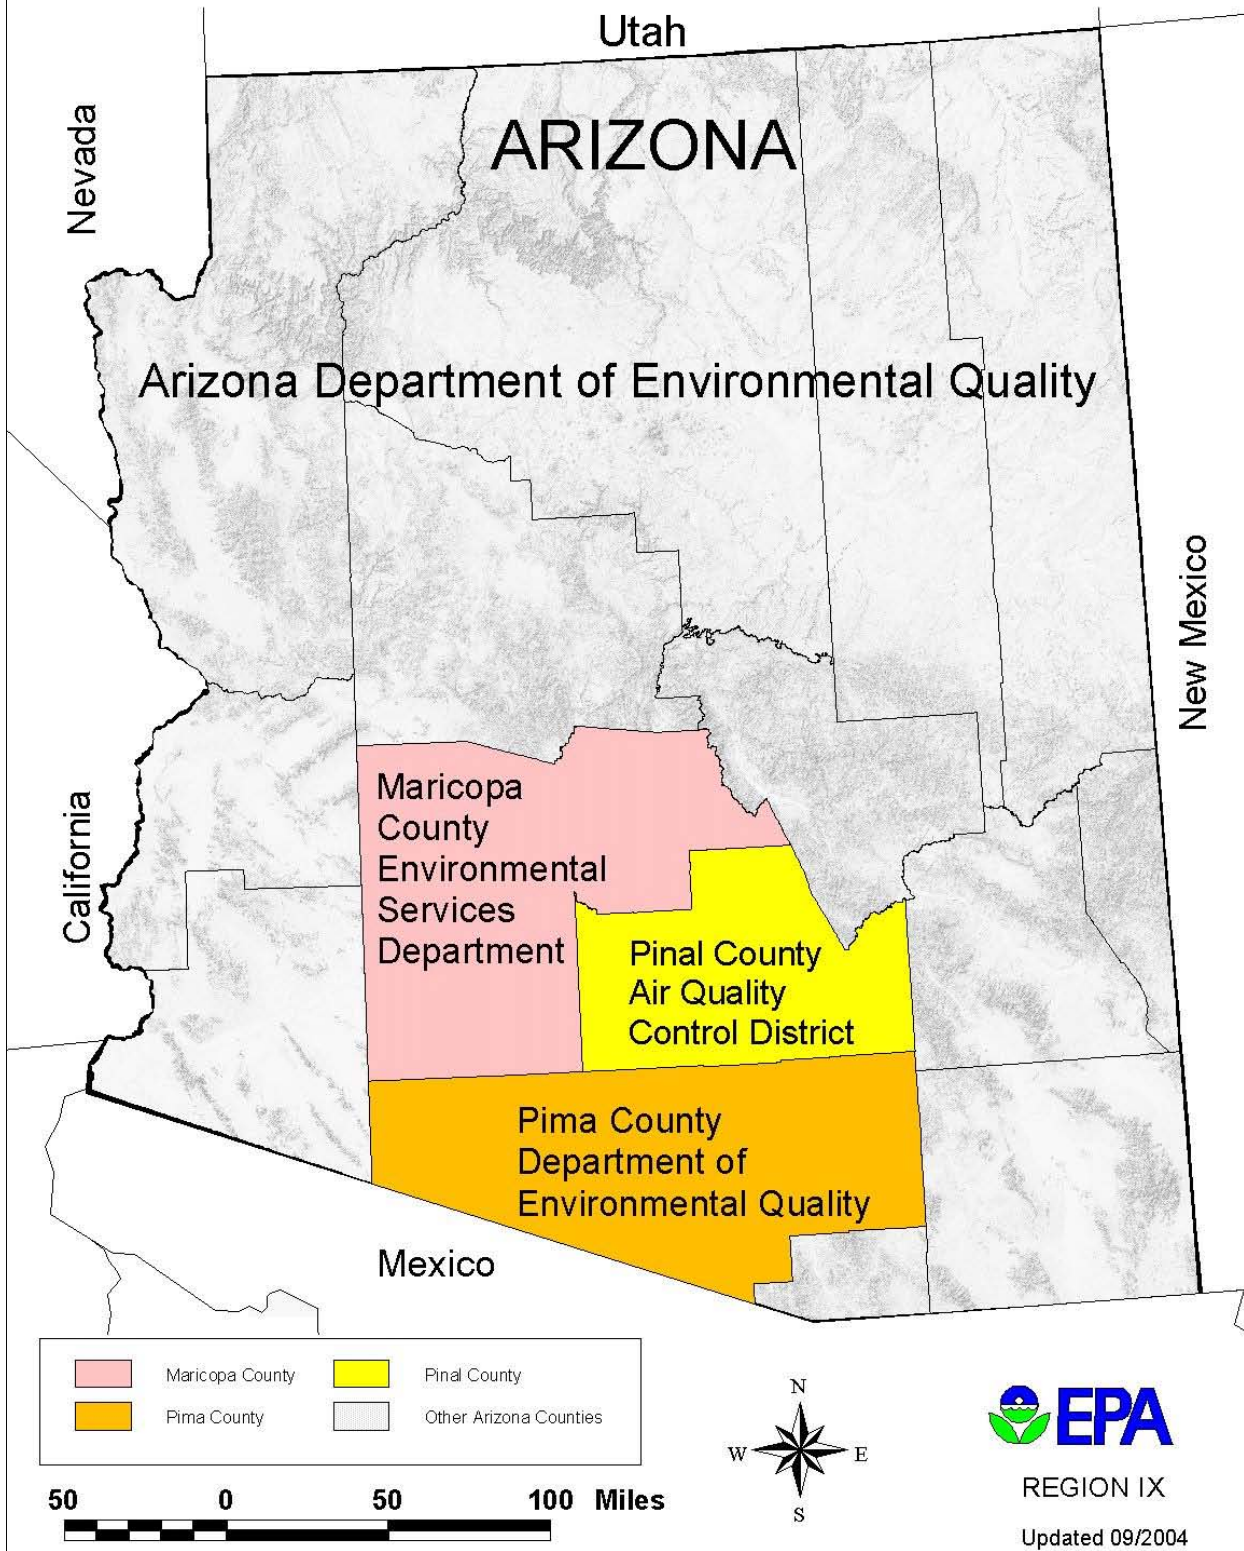 Utah
Nevada
ARIZONA
Arizona Department of Environmental Quality
New Mexico
California
Maricopa
County
Environmental
Services
Department
Pinal County
Air Quality
Control District
Pima County
Department of
Environmental Quality
Mexico
Maricopa County
Pinal County
Pima County
Other Arizona Counties
N
W
E
S
EPA
REGION IX
Updated 09/2004
50 0 50 100 Miles